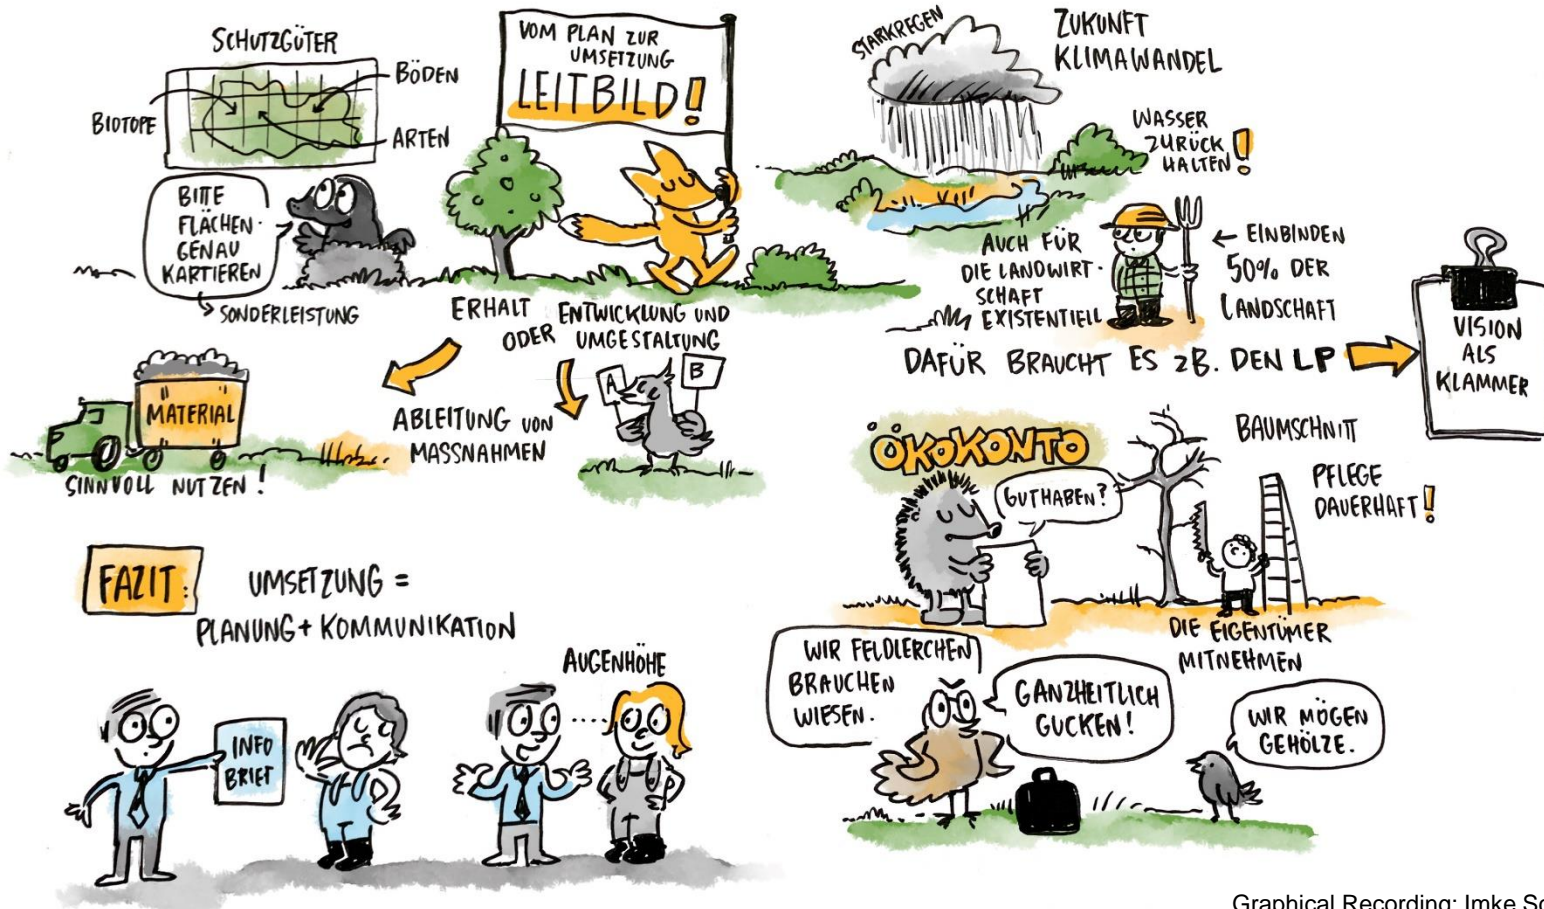 SCHUTZGÜTER
BÖDEN
BIOTOPE
ARTEN
BITTE
FLÄCHEN-
GENAU
KARTIEREN
SONDERLEISTUNG
VOM PLAN ZUR
UMSETZUNG
LEITBILD!
ERHALT
ODER
ENTWICKLUNG UND
UMGESTALTUNG
A
B
ABLEITUNG VON
MASSNAHMEN
MATERIAL
SINNVOLL NUTZEN!
STARKREGEN
ZUKUNFT
KLIMAWANDEL
WASSER
ZURÜCK
HALTEN!
AUCH FÜR
DIE LANDWIRT-
SCHAFT
EXISTENTIELL
← EINBINDEN
50% DER
LANDSCHAFT
DAFÜR BRAUCHT ES ZB. DEN LP
VISION
ALS
KLAMMER
ÖKOKONTO
GUTHABEN?
BAUMSCHNITT
PFLEGE
DAUERHAFT!
DIE EIGENTÜMER
MITNEHMEN
FAZIT:
UMSETZUNG =
PLANUNG + KOMMUNIKATION
INFO
BRIEF
AUGENHÖHE
WIR FELDLERCHEN
BRAUCHEN
WIESEN.
GANZHEITLICH
GUCKEN!
WIR MÖGEN
GEHÖLZE.
Graphical Recording: Imke Sc